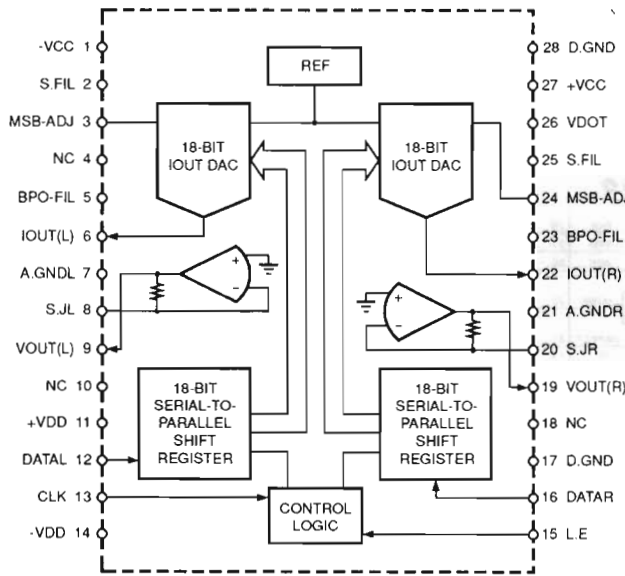 -VCC 1
S.FIL 2
MSB-ADJ 3
NC 4
BPO-FIL 5
IOUT(L) 6
A.GNDL 7
S.JL 8
VOUT(L) 9
NC 10
+VDD 11
DATAL 12
CLK 13
-VDD 14
REF
18-BIT
IOUT DAC
18-BIT
IOUT DAC
+
−
+
−
18-BIT
SERIAL-TO-
PARALLEL
SHIFT
REGISTER
18-BIT
SERIAL-TO-
PARALLEL
SHIFT
REGISTER
CONTROL
LOGIC
28 D.GND
27 +VCC
26 VDOT
25 S.FIL
24 MSB-ADJ
23 BPO-FIL
22 IOUT(R)
21 A.GNDR
20 S.JR
19 VOUT(R)
18 NC
17 D.GND
16 DATAR
15 L.E